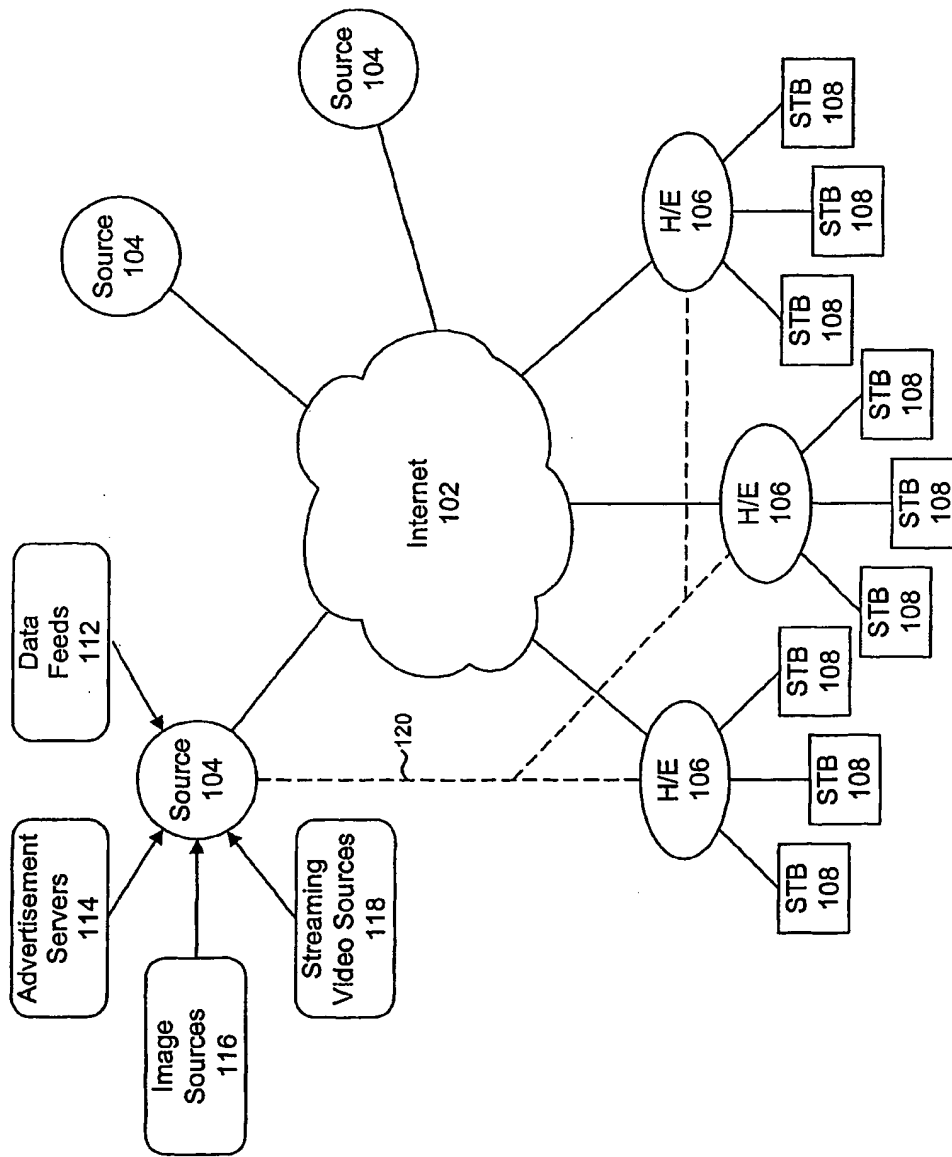 Advertisement
Servers
114
Data
Feeds
112
Image
Sources
116
Streaming
Video Sources
118
Source
104
Source
104
Source
104
120
Internet
102
H/E
106
H/E
106
H/E
106
STB
108
STB
108
STB
108
STB
108
STB
108
STB
108
STB
108
STB
108
STB
108